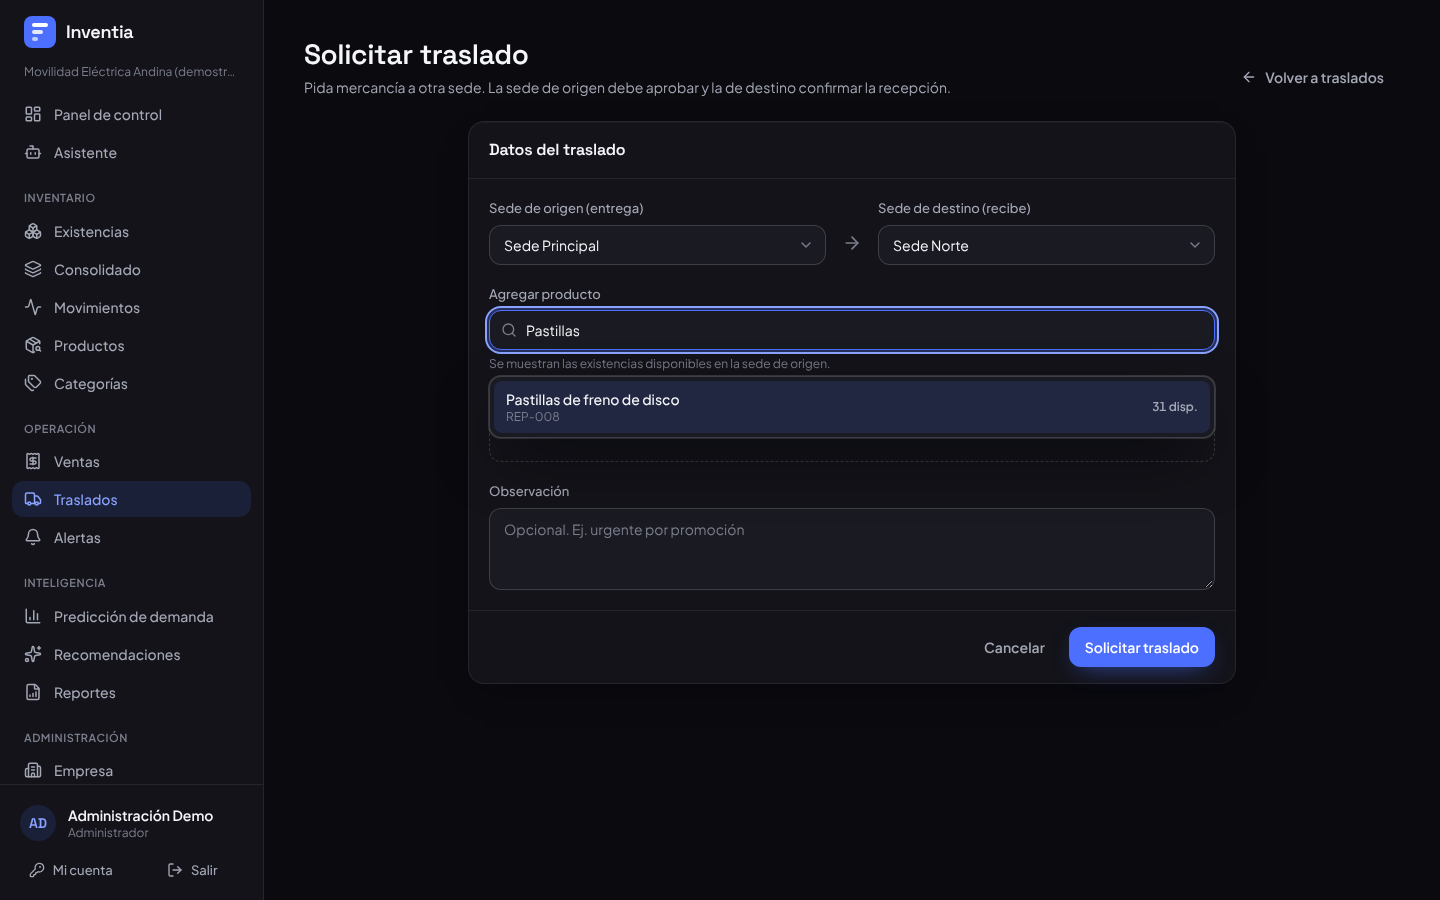 Inventia
Movilidad Eléctrica Andina (demostr...
Panel de control
Asistente
INVENTARIO
Existencias
Consolidado
Movimientos
Productos
Categorías
OPERACIÓN
Ventas
Traslados
Alertas
INTELIGENCIA
Predicción de demanda
Recomendaciones
Reportes
ADMINISTRACIÓN
Empresa
AD
Administración Demo
Administrador
Mi cuenta
Salir
Solicitar traslado
Pida mercancía a otra sede. La sede de origen debe aprobar y la de destino confirmar la recepción.
Volver a traslados
Datos del traslado
Sede de origen (entrega)
Sede de destino (recibe)
Sede Principal
Sede Norte
Agregar producto
Pastillas
Se muestran las existencias disponibles en la sede de origen.
Pastillas de freno de disco
REP-008
31 disp.
Observación
Opcional. Ej. urgente por promoción
Cancelar
Solicitar traslado